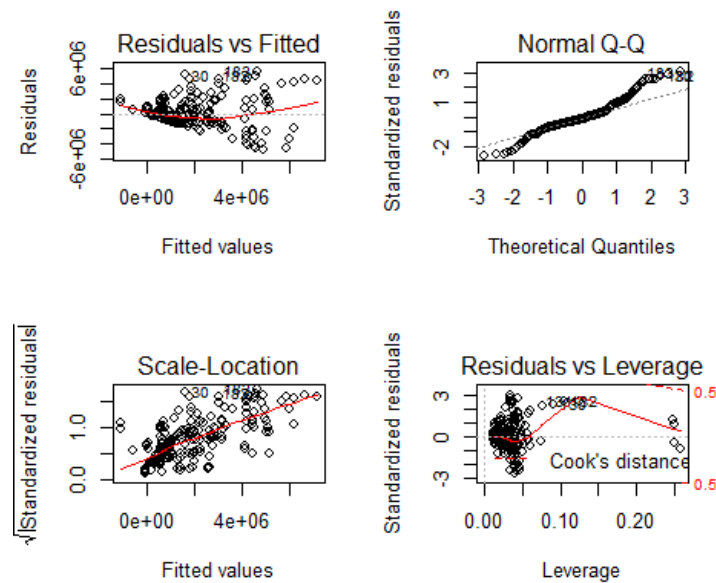 Residuals vs Fitted
Residuals
-6e+06
6e+06
30
0e+00
4e+06
Fitted values
Normal Q-Q
Standardized residuals
-2
1
3
-3
-2
-1
0
1
2
3
Theoretical Quantiles
Scale-Location
√|Standardized residuals|
0.0
1.0
30
0e+00
4e+06
Fitted values
Residuals vs Leverage
Standardized residuals
-3
0
3
0.5
0.5
Cook's distance
0.00
0.10
0.20
Leverage